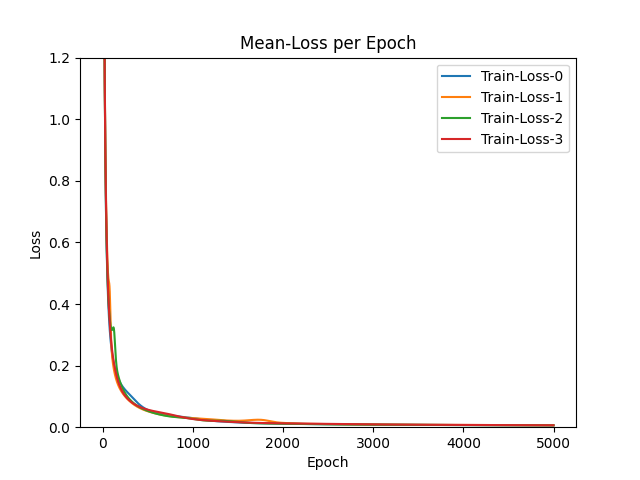 Mean-Loss per Epoch
1.2
1.0
0.8
0.6
0.4
0.2
0.0
Loss
Train-Loss-0
Train-Loss-1
Train-Loss-2
Train-Loss-3
0 1000 2000 3000 4000 5000
Epoch